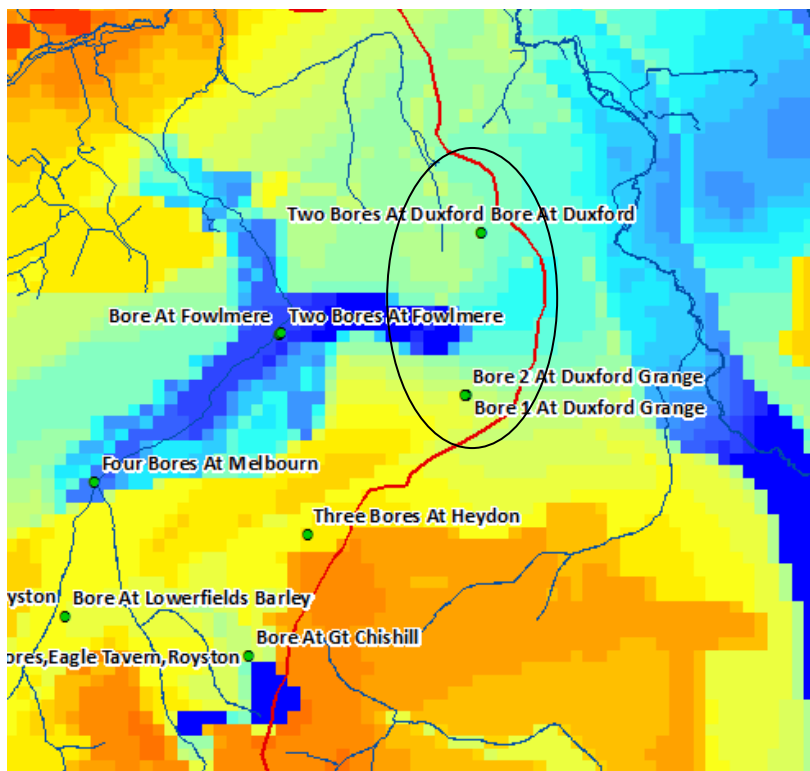 Two Bores At Duxford Bore At Duxford
Bore At Fowlmere Two Bores At Fowlmere
Bore 2 At Duxford Grange
Bore 1 At Duxford Grange
Four Bores At Melbourn
Three Bores At Heydon
yston Bore At Lowerfields Barley
Bore At Gt Chishill
ores,Eagle Tavern,Royston